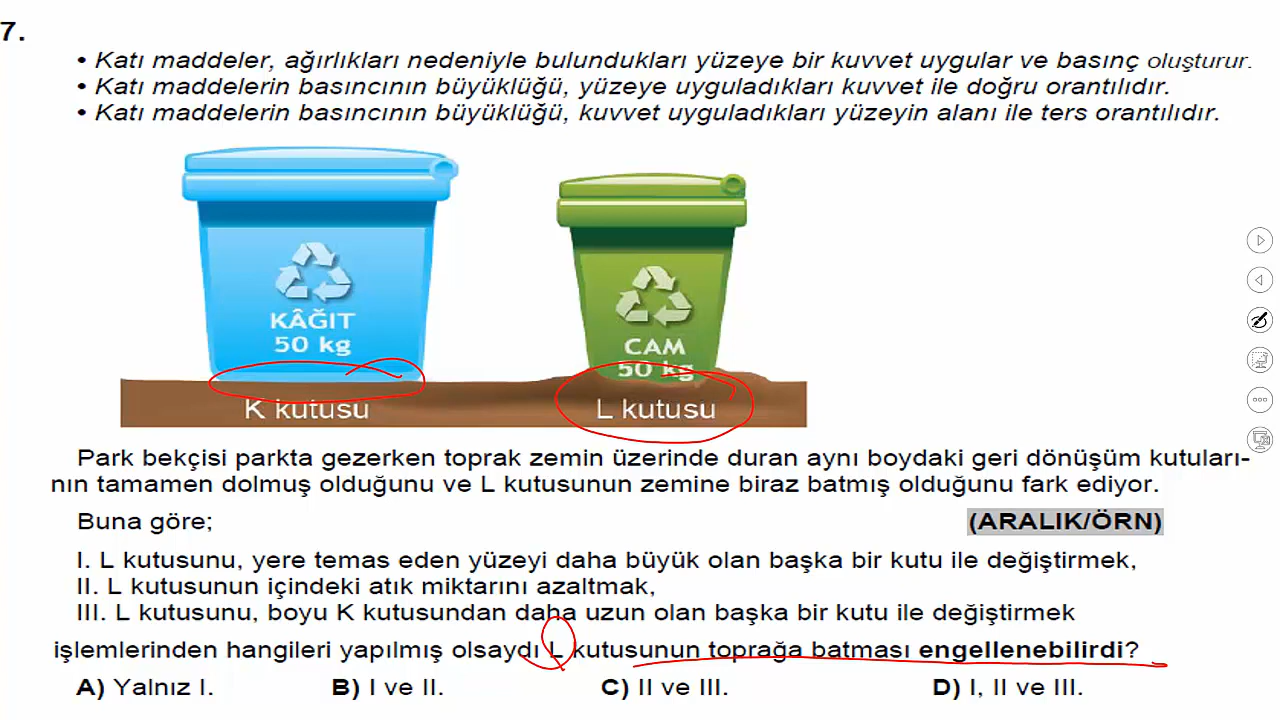 7.
• Katı maddeler, ağırlıkları nedeniyle bulundukları yüzeye bir kuvvet uygular ve basınç oluşturur.
• Katı maddelerin basıncının büyüklüğü, yüzeye uyguladıkları kuvvet ile doğru orantılıdır.
• Katı maddelerin basıncının büyüklüğü, kuvvet uyguladıkları yüzeyin alanı ile ters orantılıdır.
KÂĞIT
50 kg
CAM
50 kg
K kutusu
L kutusu
Park bekçisi parkta gezerken toprak zemin üzerinde duran aynı boydaki geri dönüşüm kutuları-
nın tamamen dolmuş olduğunu ve L kutusunun zemine biraz batmış olduğunu fark ediyor.
Buna göre; (ARALIK/ÖRN)
I. L kutusunu, yere temas eden yüzeyi daha büyük olan başka bir kutu ile değiştirmek,
II. L kutusunun içindeki atık miktarını azaltmak,
III. L kutusunu, boyu K kutusundan daha uzun olan başka bir kutu ile değiştirmek
işlemlerinden hangileri yapılmış olsaydı L kutusunun toprağa batması engellenebilirdi?
A) Yalnız I. B) I ve II. C) II ve III. D) I, II ve III.